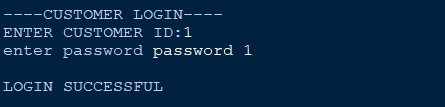 ----CUSTOMER LOGIN----
ENTER CUSTOMER ID:1
enter password password 1
LOGIN SUCCESSFUL